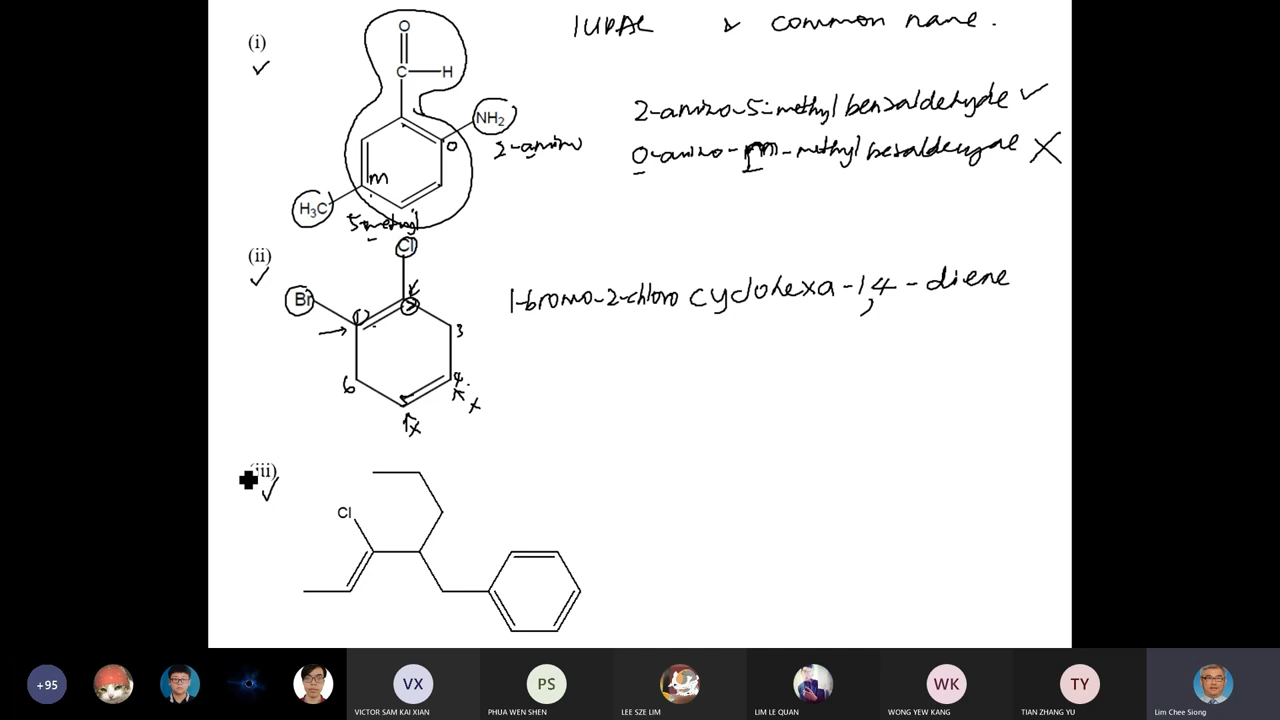 IUPAC & common name.
(i)
O
C H
NH2
2-amino
o
m
H3C
5-methyl
2-amino-5-methyl benzaldehyde ✓
o-amino-m-methyl benzaldehyde X
(ii)
Cl
Br
1
2
3
4
5
6
x
x
1-bromo-2-chloro cyclohexa-1,4-diene
(iii)
Cl
+95
VX
PS
WK
TY
VICTOR SAM KAI XIAN
PHUA WEN SHEN
LEE SZE LIM
LIM LE QUAN
WONG YEW KANG
TIAN ZHANG YU
Lim Chee Siong